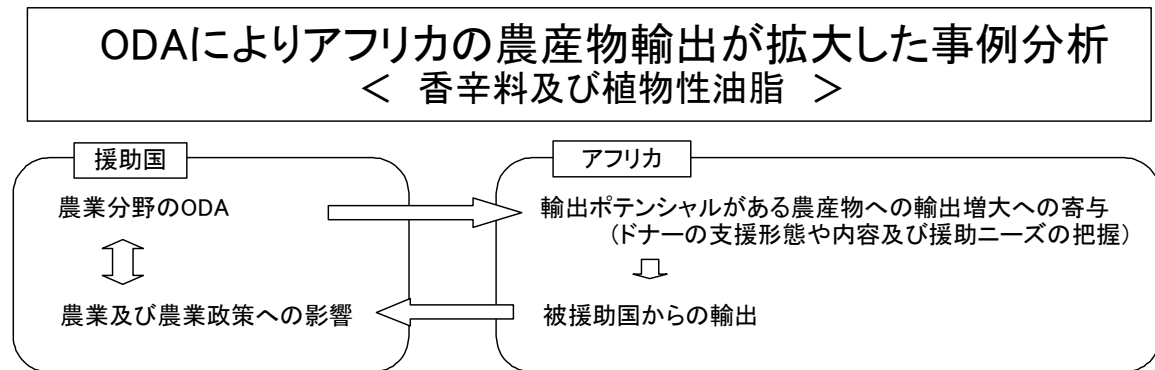 ODAによりアフリカの農産物輸出が拡大した事例分析
＜ 香辛料及び植物性油脂 ＞
援助国
農業分野のODA
農業及び農業政策への影響
アフリカ
輸出ポテンシャルがある農産物への輸出増大への寄与
（ドナーの支援形態や内容及び援助ニーズの把握）
被援助国からの輸出